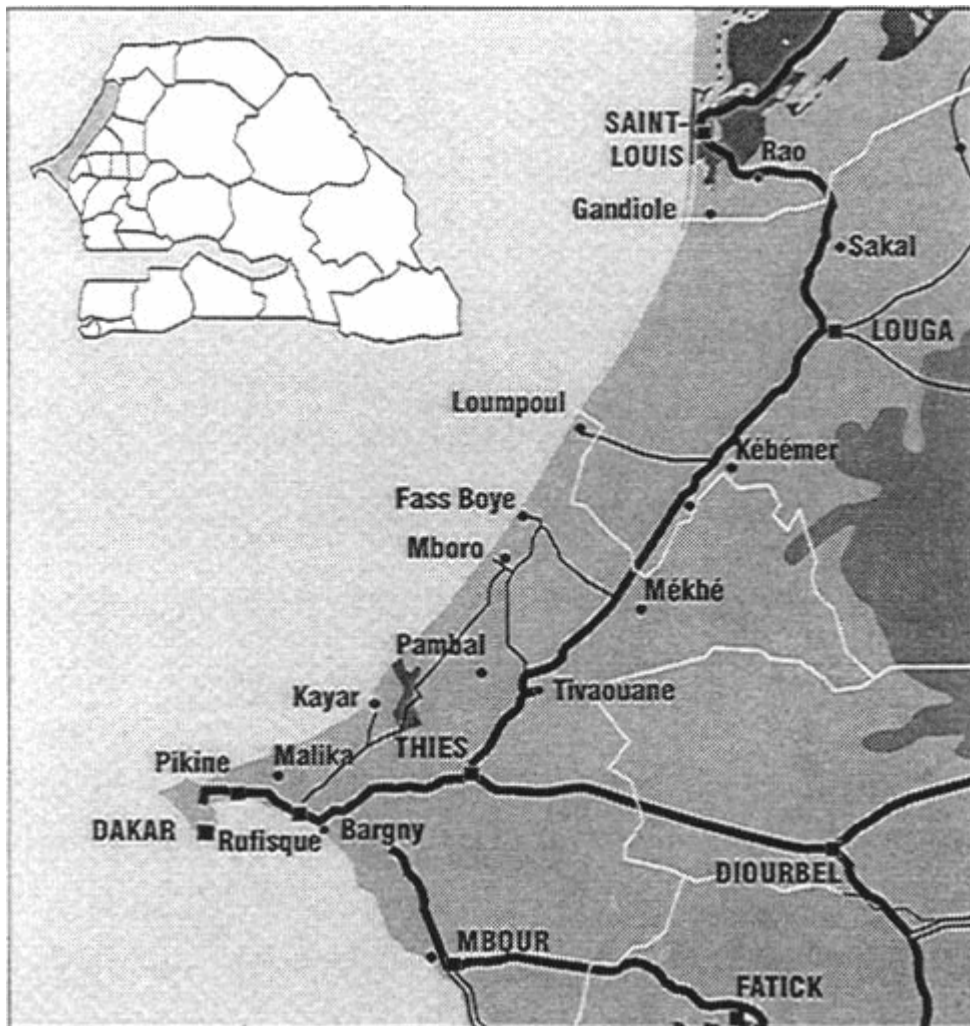 SAINT-
LOUIS
Rao
Gandiole
Sakal
LOUGA
Loumpoul
Kébémer
Fass Boye
Mboro
Mékhé
Pambal
Kayar
Tivaouane
THIES
Malika
Pikine
DAKAR
Rufisque
Bargny
DIOURBEL
MBOUR
FATICK